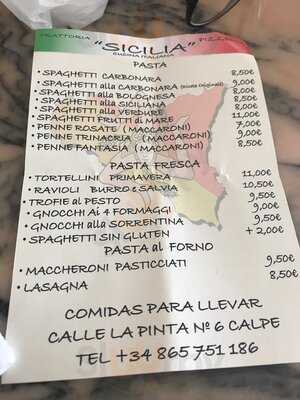 TRATTORIA "SICILIA" PIZZ
CUCINA ITALIANA
PASTA
• SPAGHETTI CARBONARA 8,50€
• SPAGHETTI alla CARBONARA (Ricetta Originale) 9,00€
• SPAGHETTI alla BOLOGNESA 8,00€
• SPAGHETTI alla SICILIANA 8,50€
• SPAGHETTI alla VERDURE 8,00€
• SPAGHETTI FRUTTI di MARE 11,00€
• PENNE ROSATE (MACCARONI) 7,00€
• PENNE TRINACRIA (MACCARONI) 9,00€
• PENNE FANTASIA (MACCARONI) 8,50€
PASTA FRESCA
• TORTELLINI PRIMAVERA 11,00€
• RAVIOLI BURRO e SALVIA 10,50€
• TROFIE al PESTO 9,50€
• GNOCCHI Ai 4 FORMAGGI 9,00€
• GNOCCHI alla SORRENTINA 9,50€
• SPAGHETTI SIN GLUTEN + 2,00€
PASTA al FORNO
• MACCHERONI PASTICCIATI 9,50€
• LASAGNA 8,50€
COMIDAS PARA LLEVAR
CALLE LA PINTA Nº 6 CALPE
TEL +34 865 751 186